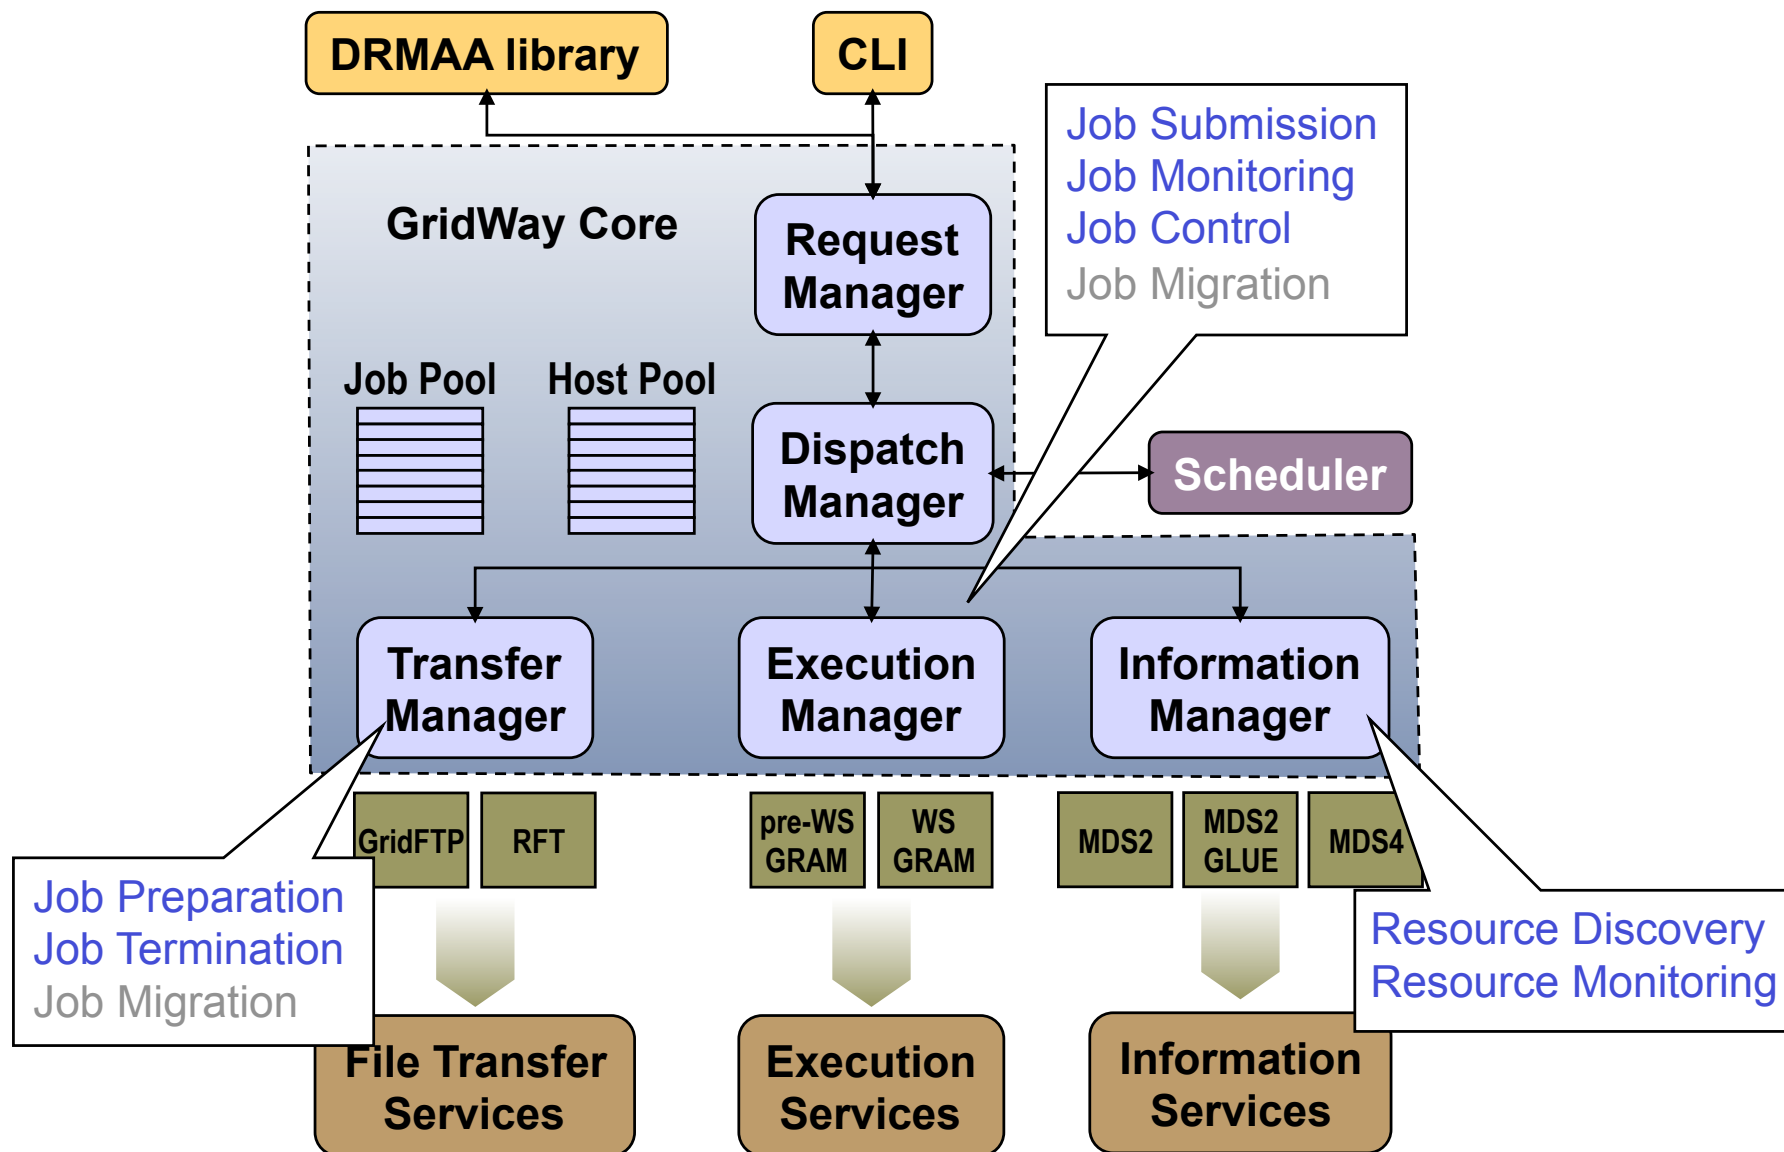 DRMAA library
CLI
Job Submission
Job Monitoring
Job Control
Job Migration
GridWay Core
Request
Manager
Job Pool
Host Pool
Dispatch
Manager
Scheduler
Transfer
Manager
Execution
Manager
Information
Manager
GridFTP
RFT
pre-WS
GRAM
WS
GRAM
MDS2
MDS2
GLUE
MDS4
Job Preparation
Job Termination
Job Migration
Resource Discovery
Resource Monitoring
File Transfer
Services
Execution
Services
Information
Services